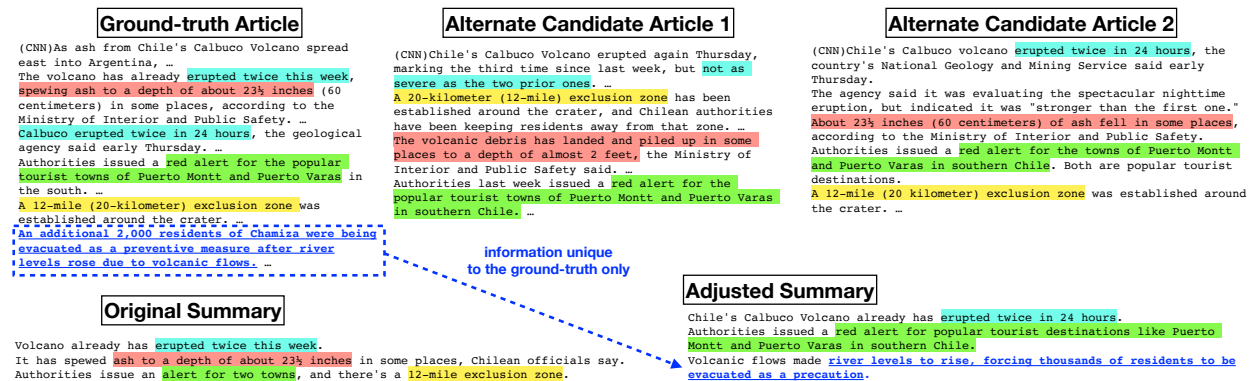 Ground-truth Article
(CNN)As ash from Chile's Calbuco Volcano spread
east into Argentina, …
The volcano has already erupted twice this week,
spewing ash to a depth of about 23½ inches (60
centimeters) in some places, according to the
Ministry of Interior and Public Safety. …
Calbuco erupted twice in 24 hours, the geological
agency said early Thursday. …
Authorities issued a red alert for the popular
tourist towns of Puerto Montt and Puerto Varas in
the south. …
A 12-mile (20-kilometer) exclusion zone was
established around the crater. …
An additional 2,000 residents of Chamiza were being
evacuated as a preventive measure after river
levels rose due to volcanic flows. …
Alternate Candidate Article 1
(CNN)Chile's Calbuco Volcano erupted again Thursday,
marking the third time since last week, but not as
severe as the two prior ones. …
A 20-kilometer (12-mile) exclusion zone has been
established around the crater, and Chilean authorities
have been keeping residents away from that zone. …
The volcanic debris has landed and piled up in some
places to a depth of almost 2 feet, the Ministry of
Interior and Public Safety said. …
Authorities last week issued a red alert for the
popular tourist towns of Puerto Montt and Puerto Varas
in southern Chile. …
Alternate Candidate Article 2
(CNN)Chile's Calbuco volcano erupted twice in 24 hours, the
country's National Geology and Mining Service said early
Thursday.
The agency said it was evaluating the spectacular nighttime
eruption, but indicated it was "stronger than the first one."
About 23½ inches (60 centimeters) of ash fell in some places,
according to the Ministry of Interior and Public Safety.
Authorities issued a red alert for the towns of Puerto Montt
and Puerto Varas in southern Chile. Both are popular tourist
destinations.
A 12-mile (20 kilometer) exclusion zone was established around
the crater. …
information unique
to the ground-truth only
Original Summary
Volcano already has erupted twice this week.
It has spewed ash to a depth of about 23½ inches in some places, Chilean officials say.
Authorities issue an alert for two towns, and there's a 12-mile exclusion zone.
Adjusted Summary
Chile's Calbuco Volcano already has erupted twice in 24 hours.
Authorities issued a red alert for popular tourist destinations like Puerto
Montt and Puerto Varas in southern Chile.
Volcanic flows made river levels to rise, forcing thousands of residents to be
evacuated as a precaution.